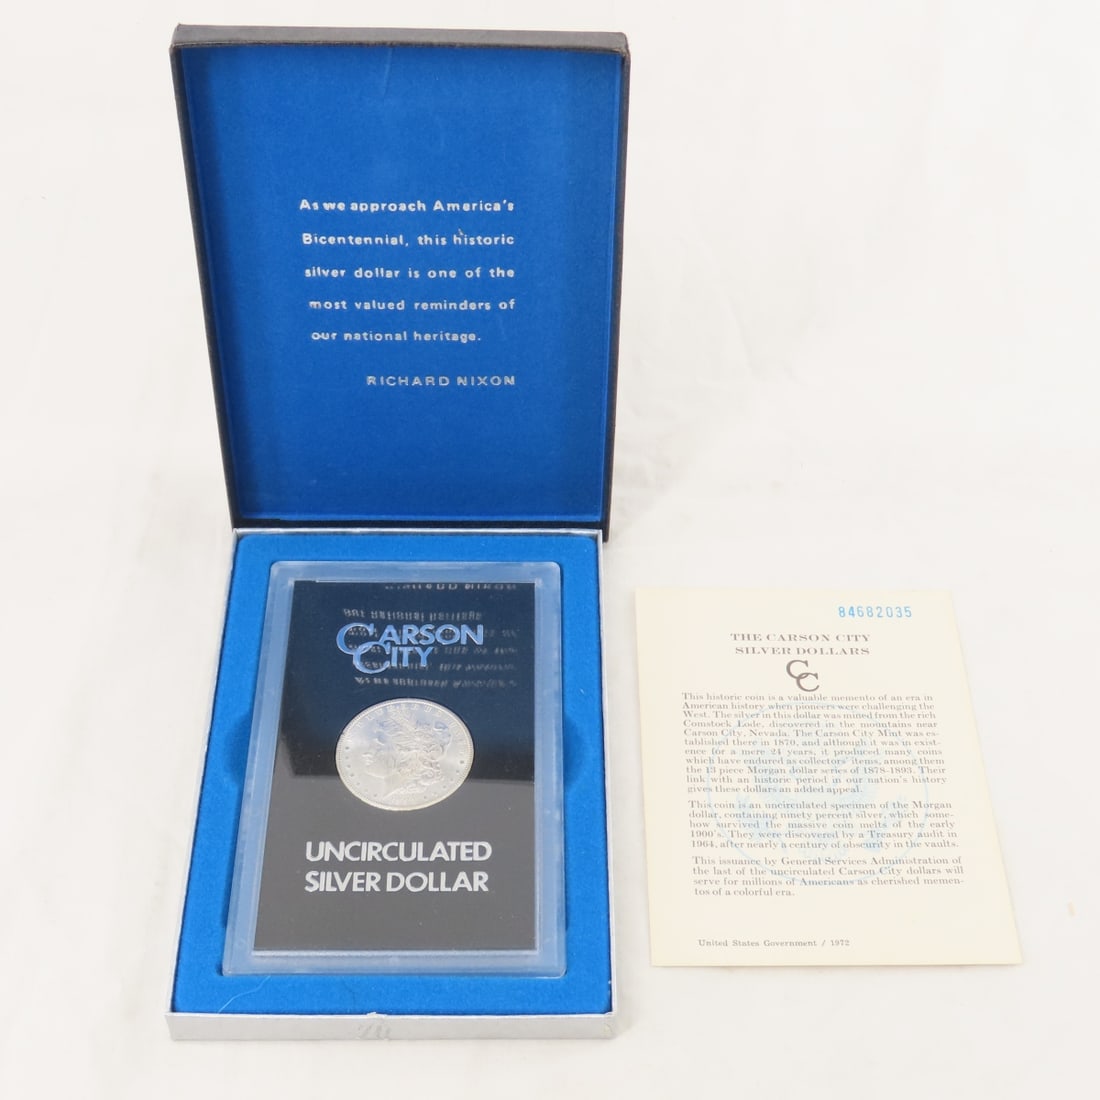 As we approach America's
Bicentennial, this historic
silver dollar is one of the
most valued reminders of
our national heritage.
RICHARD NIXON
CARSON
CITY
UNCIRCULATED
SILVER DOLLAR
84682035
THE CARSON CITY
SILVER DOLLARS
CC
This historic coin is a valuable memento of an era in
American history when pioneers were challenging the
West. The silver in this dollar was mined from the rich
Comstock Lode, discovered in the mountains near
Carson City, Nevada. The Carson City Mint was es-
tablished there in 1870, and although it was in exist-
ence for a mere 24 years, it produced many coins
which have endured as collectors' items, among them
the 13 piece Morgan dollar series of 1878-1893. Their
link with an historic period in our nation's history
gives these dollars an added appeal.
This coin is an uncirculated specimen of the Morgan
dollar, containing ninety percent silver, which some-
how survived the massive coin melts of the early
1900's. They were discovered by a Treasury audit in
1964, after nearly a century of obscurity in the vaults.
This issuance by General Services Administration of
the last of the uncirculated Carson City dollars will
serve for millions of Americans as cherished memen-
tos of a colorful era.
United States Government / 1972